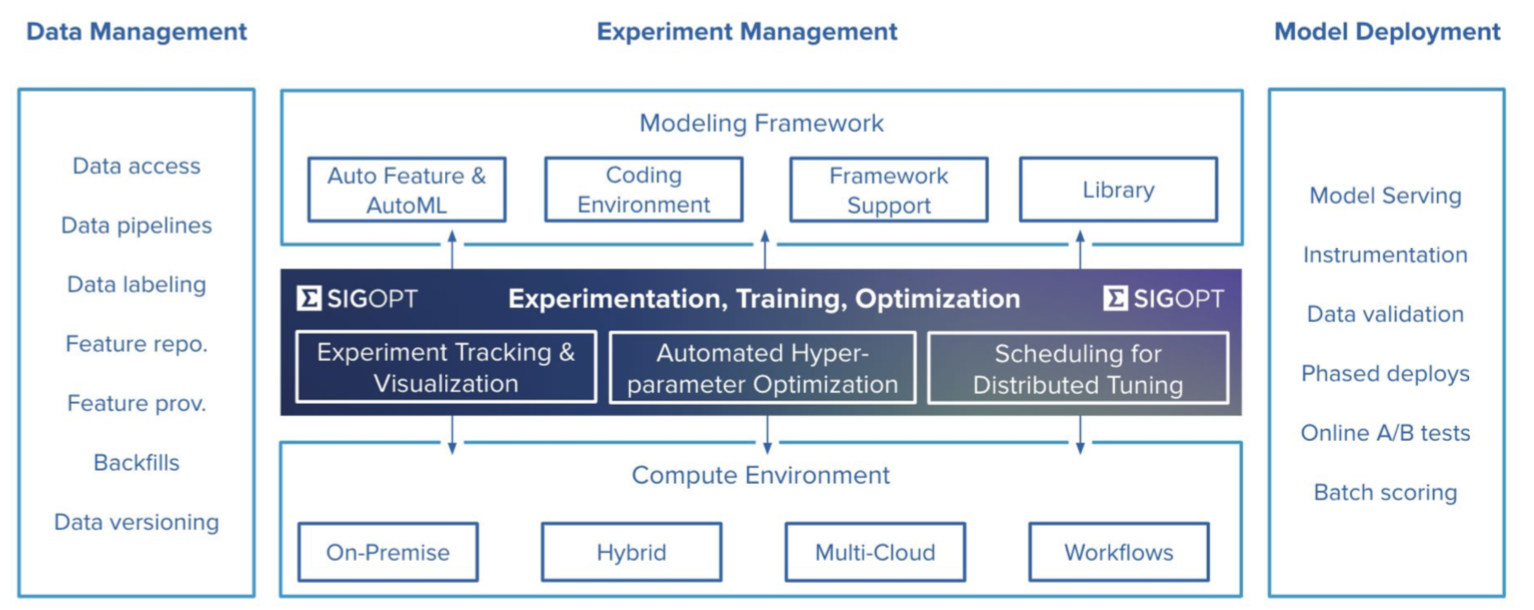 Data Management
Experiment Management
Model Deployment
Data access
Data pipelines
Data labeling
Feature repo.
Feature prov.
Backfills
Data versioning
Modeling Framework
Auto Feature &
AutoML
Coding
Environment
Framework
Support
Library
Σ SIGOPT
Experimentation, Training, Optimization
Σ SIGOPT
Experiment Tracking &
Visualization
Automated Hyper-
parameter Optimization
Scheduling for
Distributed Tuning
Compute Environment
On-Premise
Hybrid
Multi-Cloud
Workflows
Model Serving
Instrumentation
Data validation
Phased deploys
Online A/B tests
Batch scoring